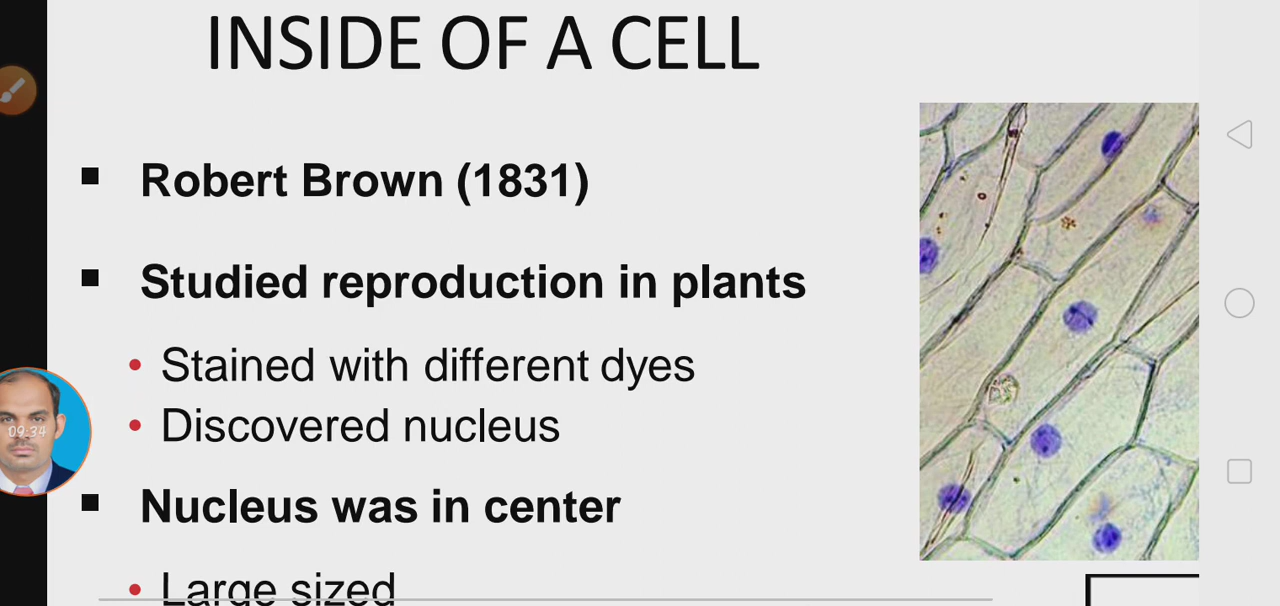 INSIDE OF A CELL
Robert Brown (1831)
Studied reproduction in plants
Stained with different dyes
Discovered nucleus
09:34
Nucleus was in center
Large sized